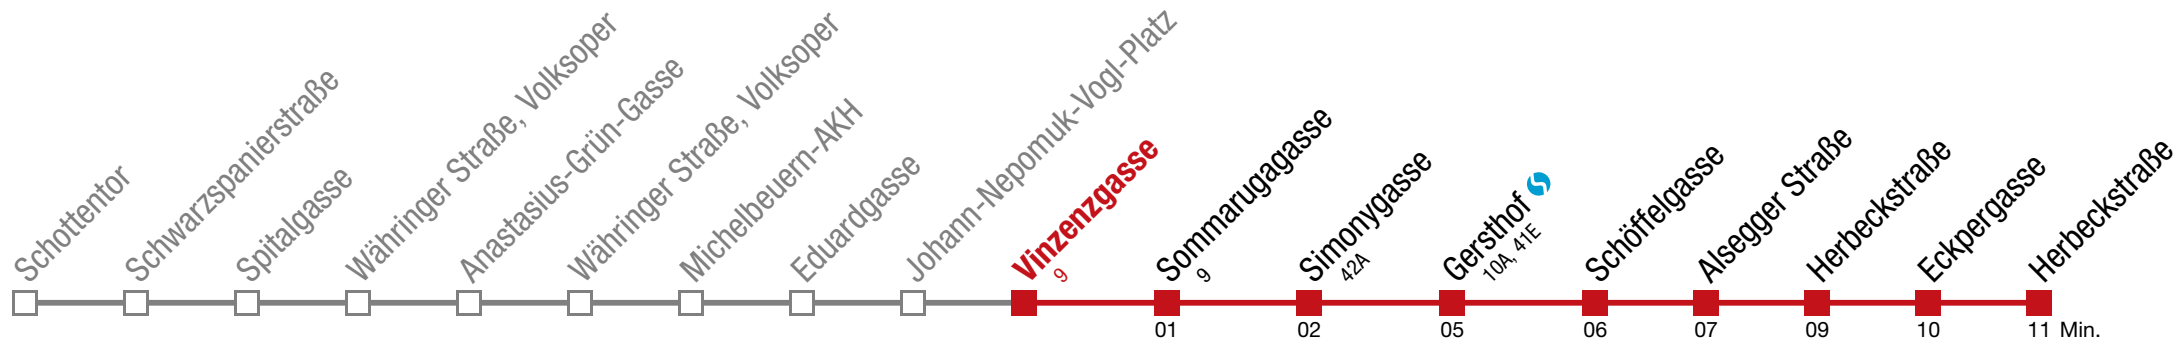 Schottentor
Schwarzspanierstraße
Spitalgasse
Währinger Straße, Volksoper
Anastasius-Grün-Gasse
Währinger Straße, Volksoper
Michelbeuern-AKH
Eduardgasse
Johann-Nepomuk-Vogl-Platz
Vinzenzgasse
9
Sommarugagasse
9
Simonygasse
42A
Gersthof
10A, 41E
Schöffelgasse
Alsegger Straße
Herbeckstraße
Eckpergasse
Herbeckstraße
01 02 05 06 07 09 10 11 Min.